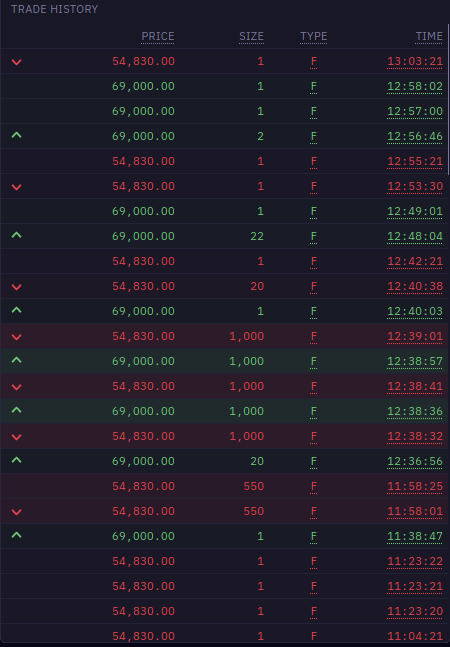 TRADE HISTORY
PRICE SIZE TYPE TIME
54,830.00 1 F 13:03:21
69,000.00 1 F 12:58:02
69,000.00 1 F 12:57:00
69,000.00 2 F 12:56:46
54,830.00 1 F 12:55:21
54,830.00 1 F 12:53:30
69,000.00 1 F 12:49:01
69,000.00 22 F 12:48:04
54,830.00 1 F 12:42:21
54,830.00 20 F 12:40:38
69,000.00 1 F 12:40:03
54,830.00 1,000 F 12:39:01
69,000.00 1,000 F 12:38:57
54,830.00 1,000 F 12:38:41
69,000.00 1,000 F 12:38:36
54,830.00 1,000 F 12:38:32
69,000.00 20 F 12:36:56
54,830.00 550 F 11:58:25
54,830.00 550 F 11:58:01
69,000.00 1 F 11:38:47
54,830.00 1 F 11:23:22
54,830.00 1 F 11:23:21
54,830.00 1 F 11:23:20
54,830.00 1 F 11:04:21